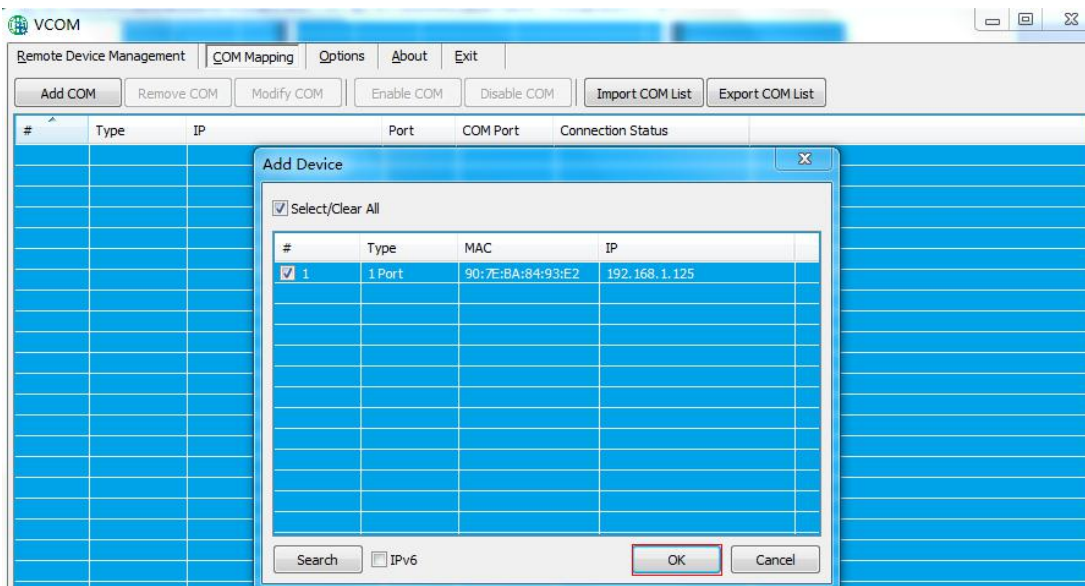 VCOM
Remote Device Management COM Mapping Options About Exit
Add COM Remove COM Modify COM Enable COM Disable COM Import COM List Export COM List
# Type IP Port COM Port Connection Status
Add Device
Select/Clear All
# Type MAC IP
1 1 Port 90:7E:BA:84:93:E2 192.168.1.125
Search IPv6 OK Cancel